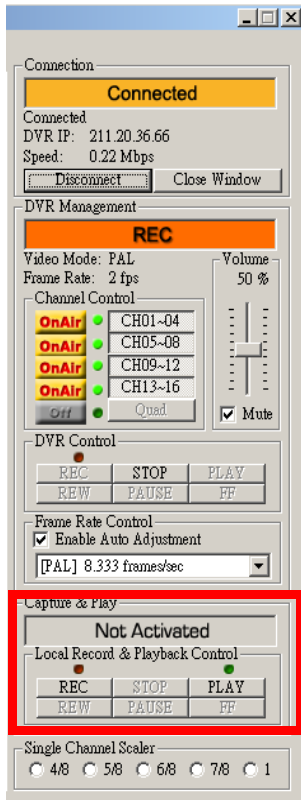 Connection
Connected
Connected
DVR IP: 211.20.36.66
Speed: 0.22 Mbps
Disconnect Close Window
DVR Management
REC
Video Mode: PAL
Frame Rate: 2 fps
Volume
50 %
Channel Control
OnAir CH01~04
OnAir CH05~08
OnAir CH09~12
OnAir CH13~16
Off Quad
Mute
DVR Control
REC STOP PLAY
REW PAUSE FF
Frame Rate Control
Enable Auto Adjustment
[PAL] 8.333 frames/sec
Capture & Play
Not Activated
Local Record & Playback Control
REC STOP PLAY
REW PAUSE FF
Single Channel Scaler
4/8 5/8 6/8 7/8 1